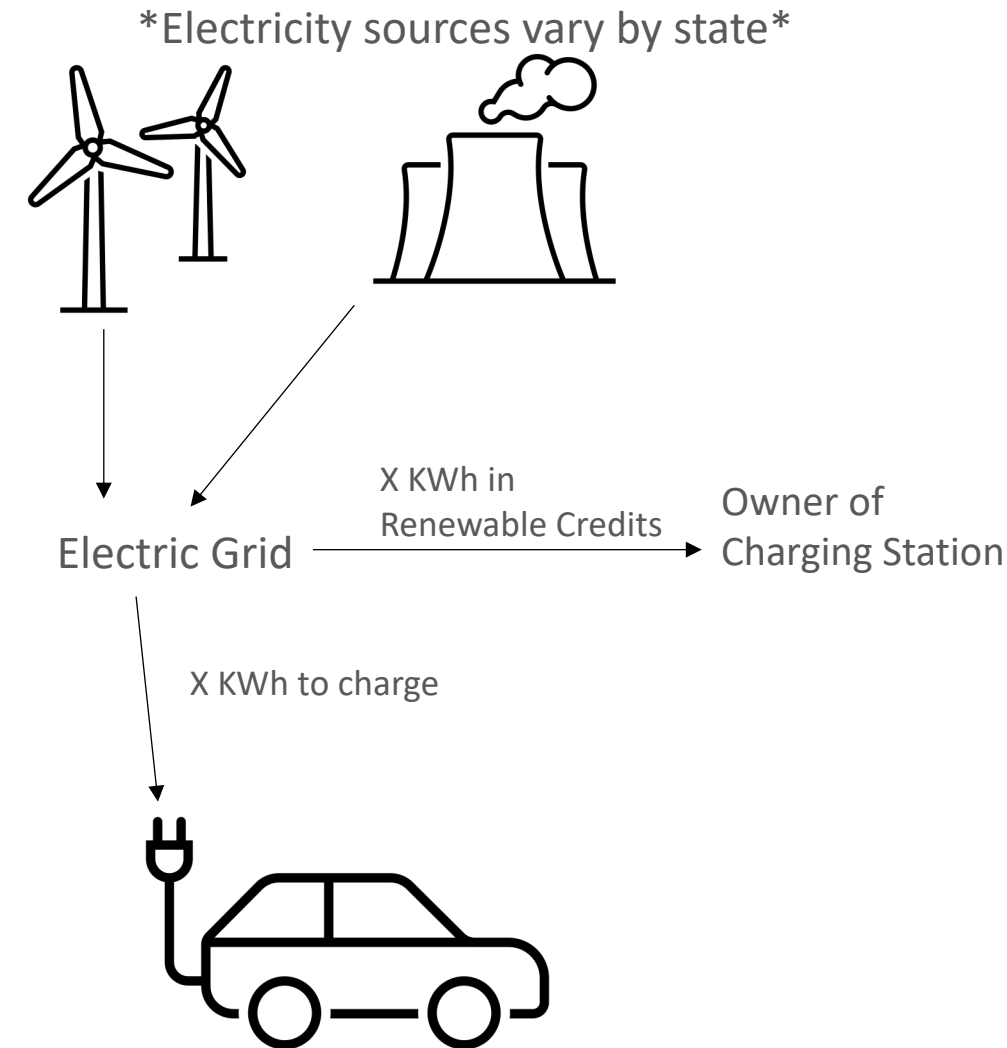 *Electricity sources vary by state*
X KWh in
Renewable Credits
Owner of
Charging Station
Electric Grid
X KWh to charge